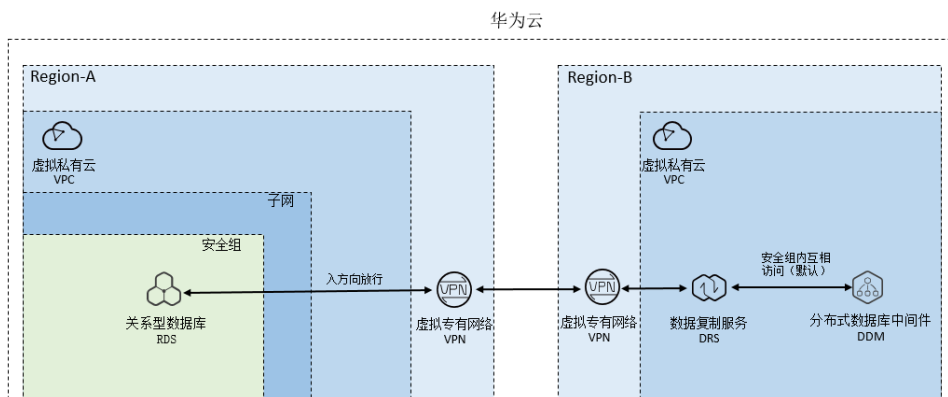 华为云
Region-A
Region-B
虚拟私有云
VPC
虚拟私有云
VPC
子网
安全组
安全组内互相
访问（默认）
入方向放行
VPN
VPN
关系型数据库
RDS
虚拟专有网络
VPN
虚拟专有网络
VPN
数据复制服务
DRS
分布式数据库中间件
DDM